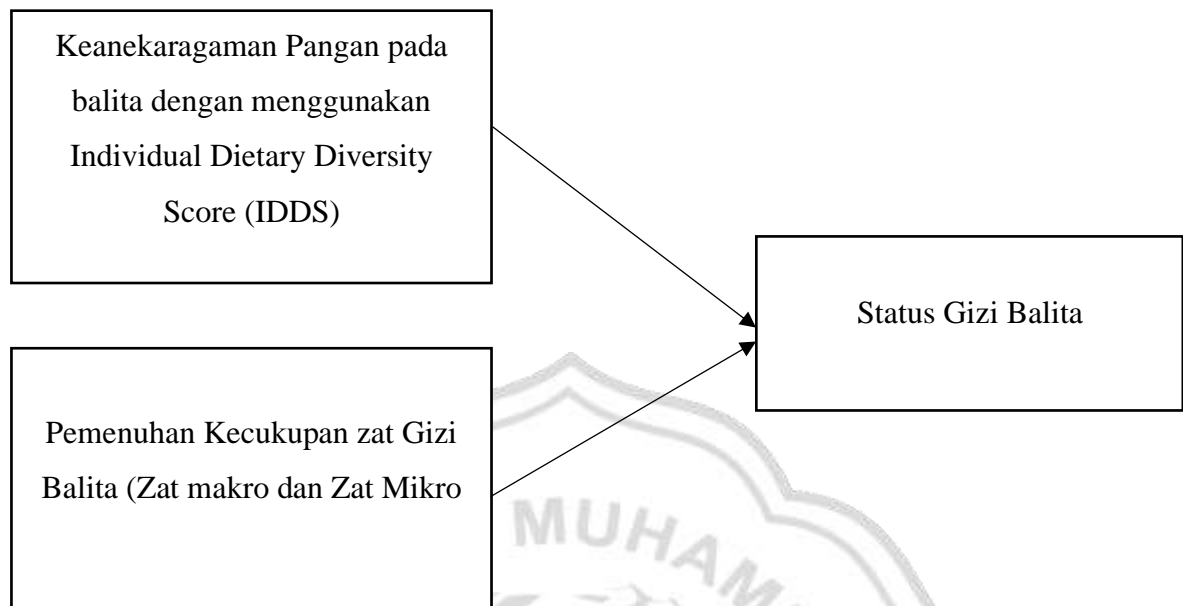 Keanekaragaman Pangan pada
balita dengan menggunakan
Individual Dietary Diversity
Score (IDDS)
Status Gizi Balita
Pemenuhan Kecukupan zat Gizi
Balita (Zat makro dan Zat Mikro